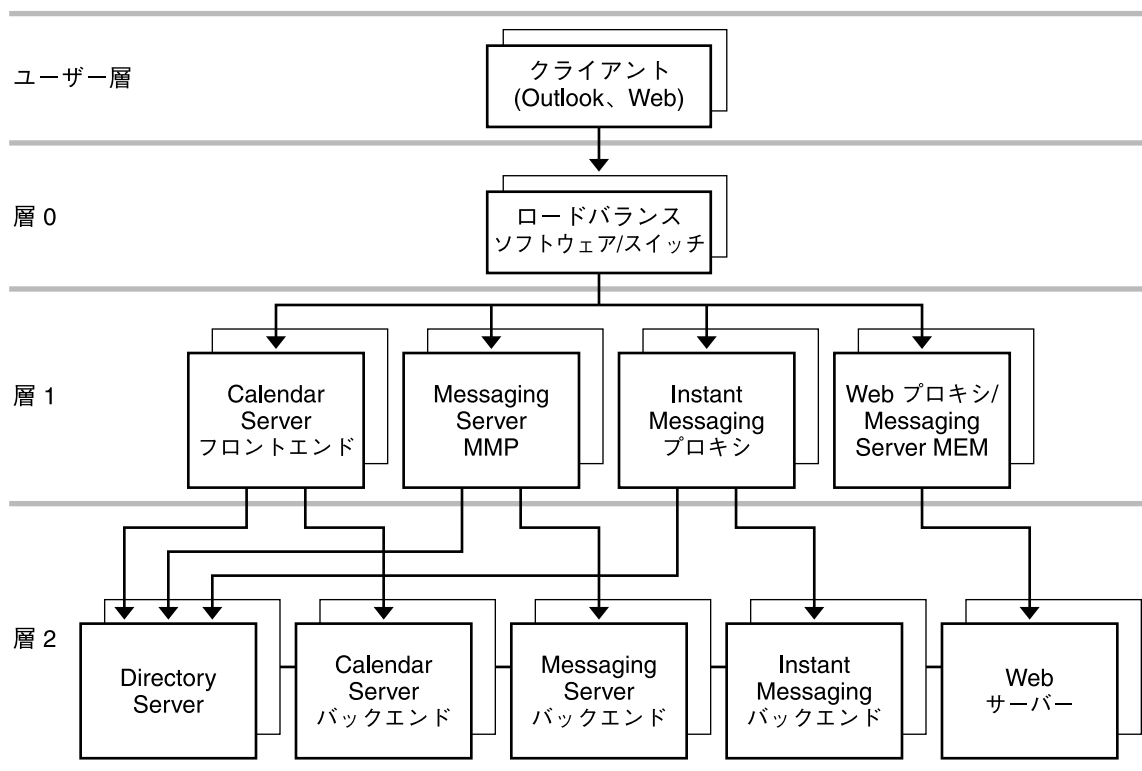 ユーザー層
クライアント
(Outlook、Web)
層 0
ロードバランス
ソフトウェア/スイッチ
層 1
Calendar
Server
フロントエンド
Messaging
Server
MMP
Instant
Messaging
プロキシ
Web プロキシ/
Messaging
Server MEM
層 2
Directory
Server
Calendar
Server
バックエンド
Messaging
Server
バックエンド
Instant
Messaging
バックエンド
Web
サーバー